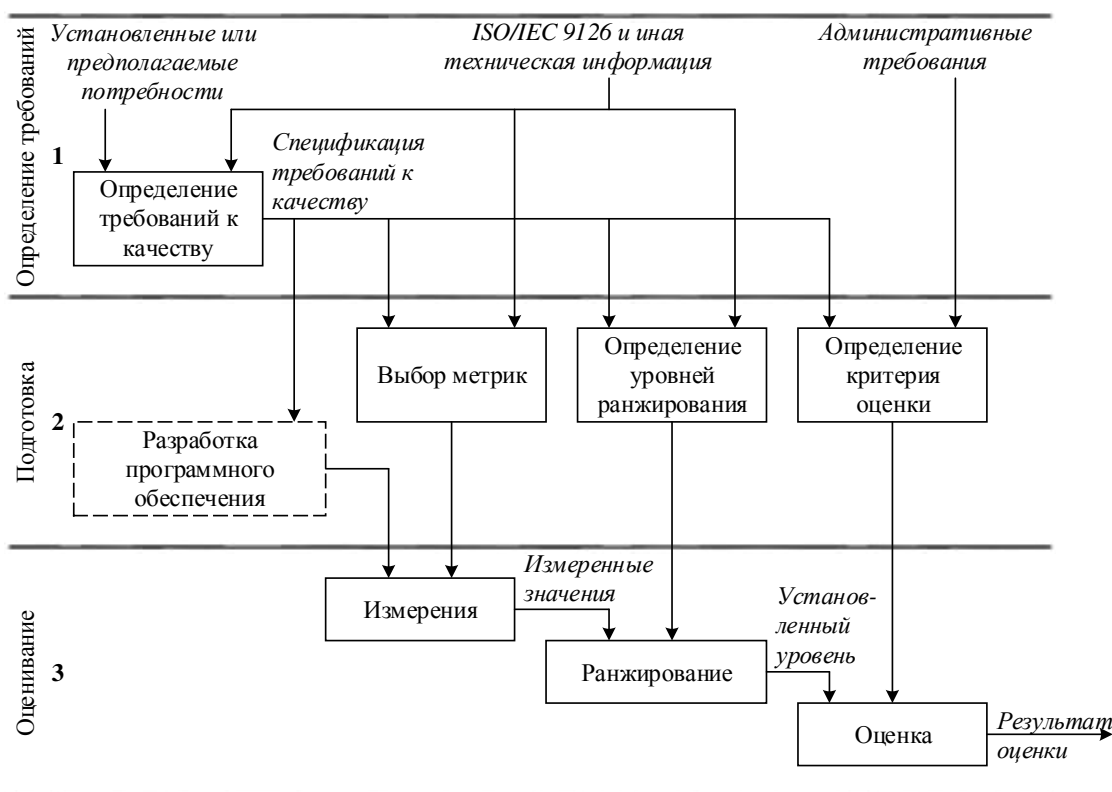 Установленные или
предполагаемые
потребности
ISO/IEC 9126 и иная
техническая информация
Административные
требования
Определение требований
1
Спецификация
требований к
качеству
Определение
требований к
качеству
Подготовка
2
Выбор метрик
Определение
уровней
ранжирования
Определение
критерия
оценки
Разработка
программного
обеспечения
Оценивание
3
Измерения
Измеренные
значения
Ранжирование
Установ-
ленный
уровень
Оценка
Результат
оценки